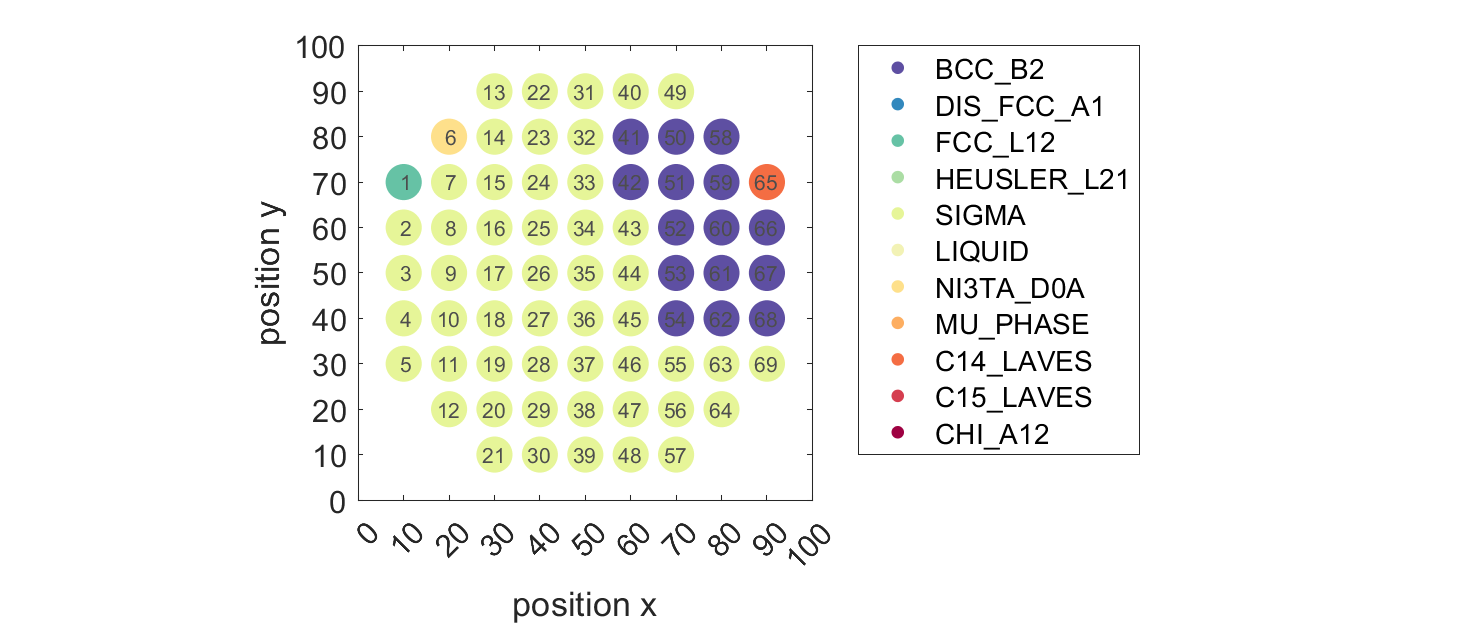 100
90
80
70
60
50
40
30
20
10
0
position y
13 22 31 40 49
6 14 23 32 41 50 58
1 7 15 24 33 42 51 59 65
2 8 16 25 34 43 52 60 66
3 9 17 26 35 44 53 61 67
4 10 18 27 36 45 54 62 68
5 11 19 28 37 46 55 63 69
12 20 29 38 47 56 64
21 30 39 48 57
0 10 20 30 40 50 60 70 80 90 100
position x
BCC_B2
DIS_FCC_A1
FCC_L12
HEUSLER_L21
SIGMA
LIQUID
NI3TA_D0A
MU_PHASE
C14_LAVES
C15_LAVES
CHI_A12